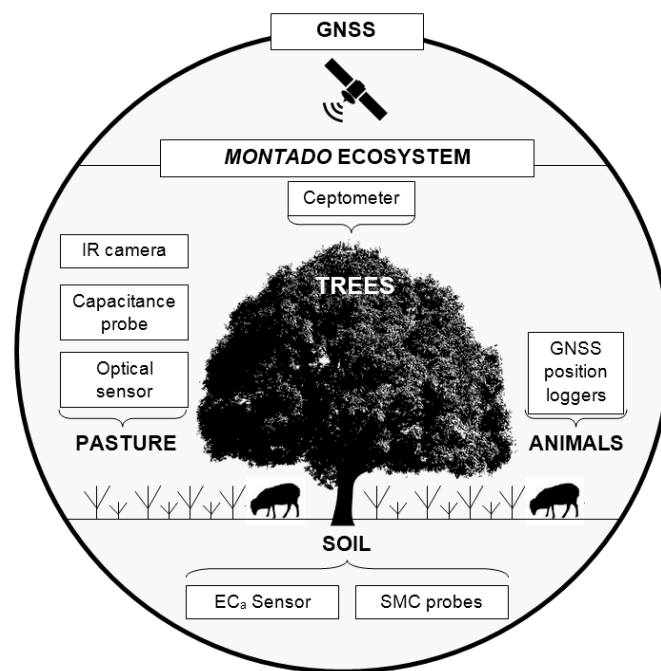 GNSS
MONTADO ECOSYSTEM
Ceptometer
IR camera
TREES
Capacitance
probe
Optical
sensor
GNSS
position
loggers
PASTURE
ANIMALS
SOIL
ECₐ Sensor
SMC probes